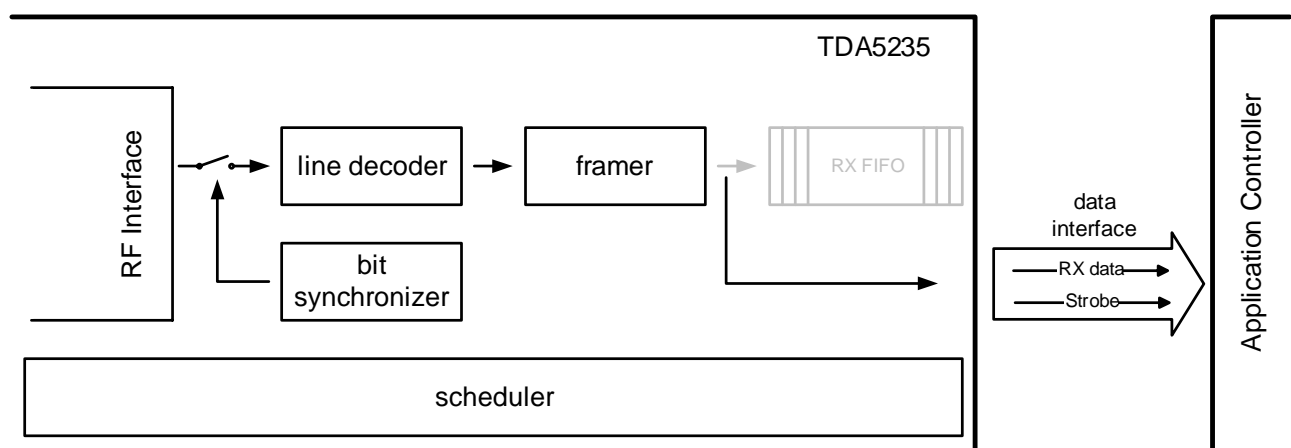 TDA5235
RF Interface
line decoder
framer
RX FIFO
bit
synchronizer
scheduler
data
interface
RX data
Strobe
Application Controller